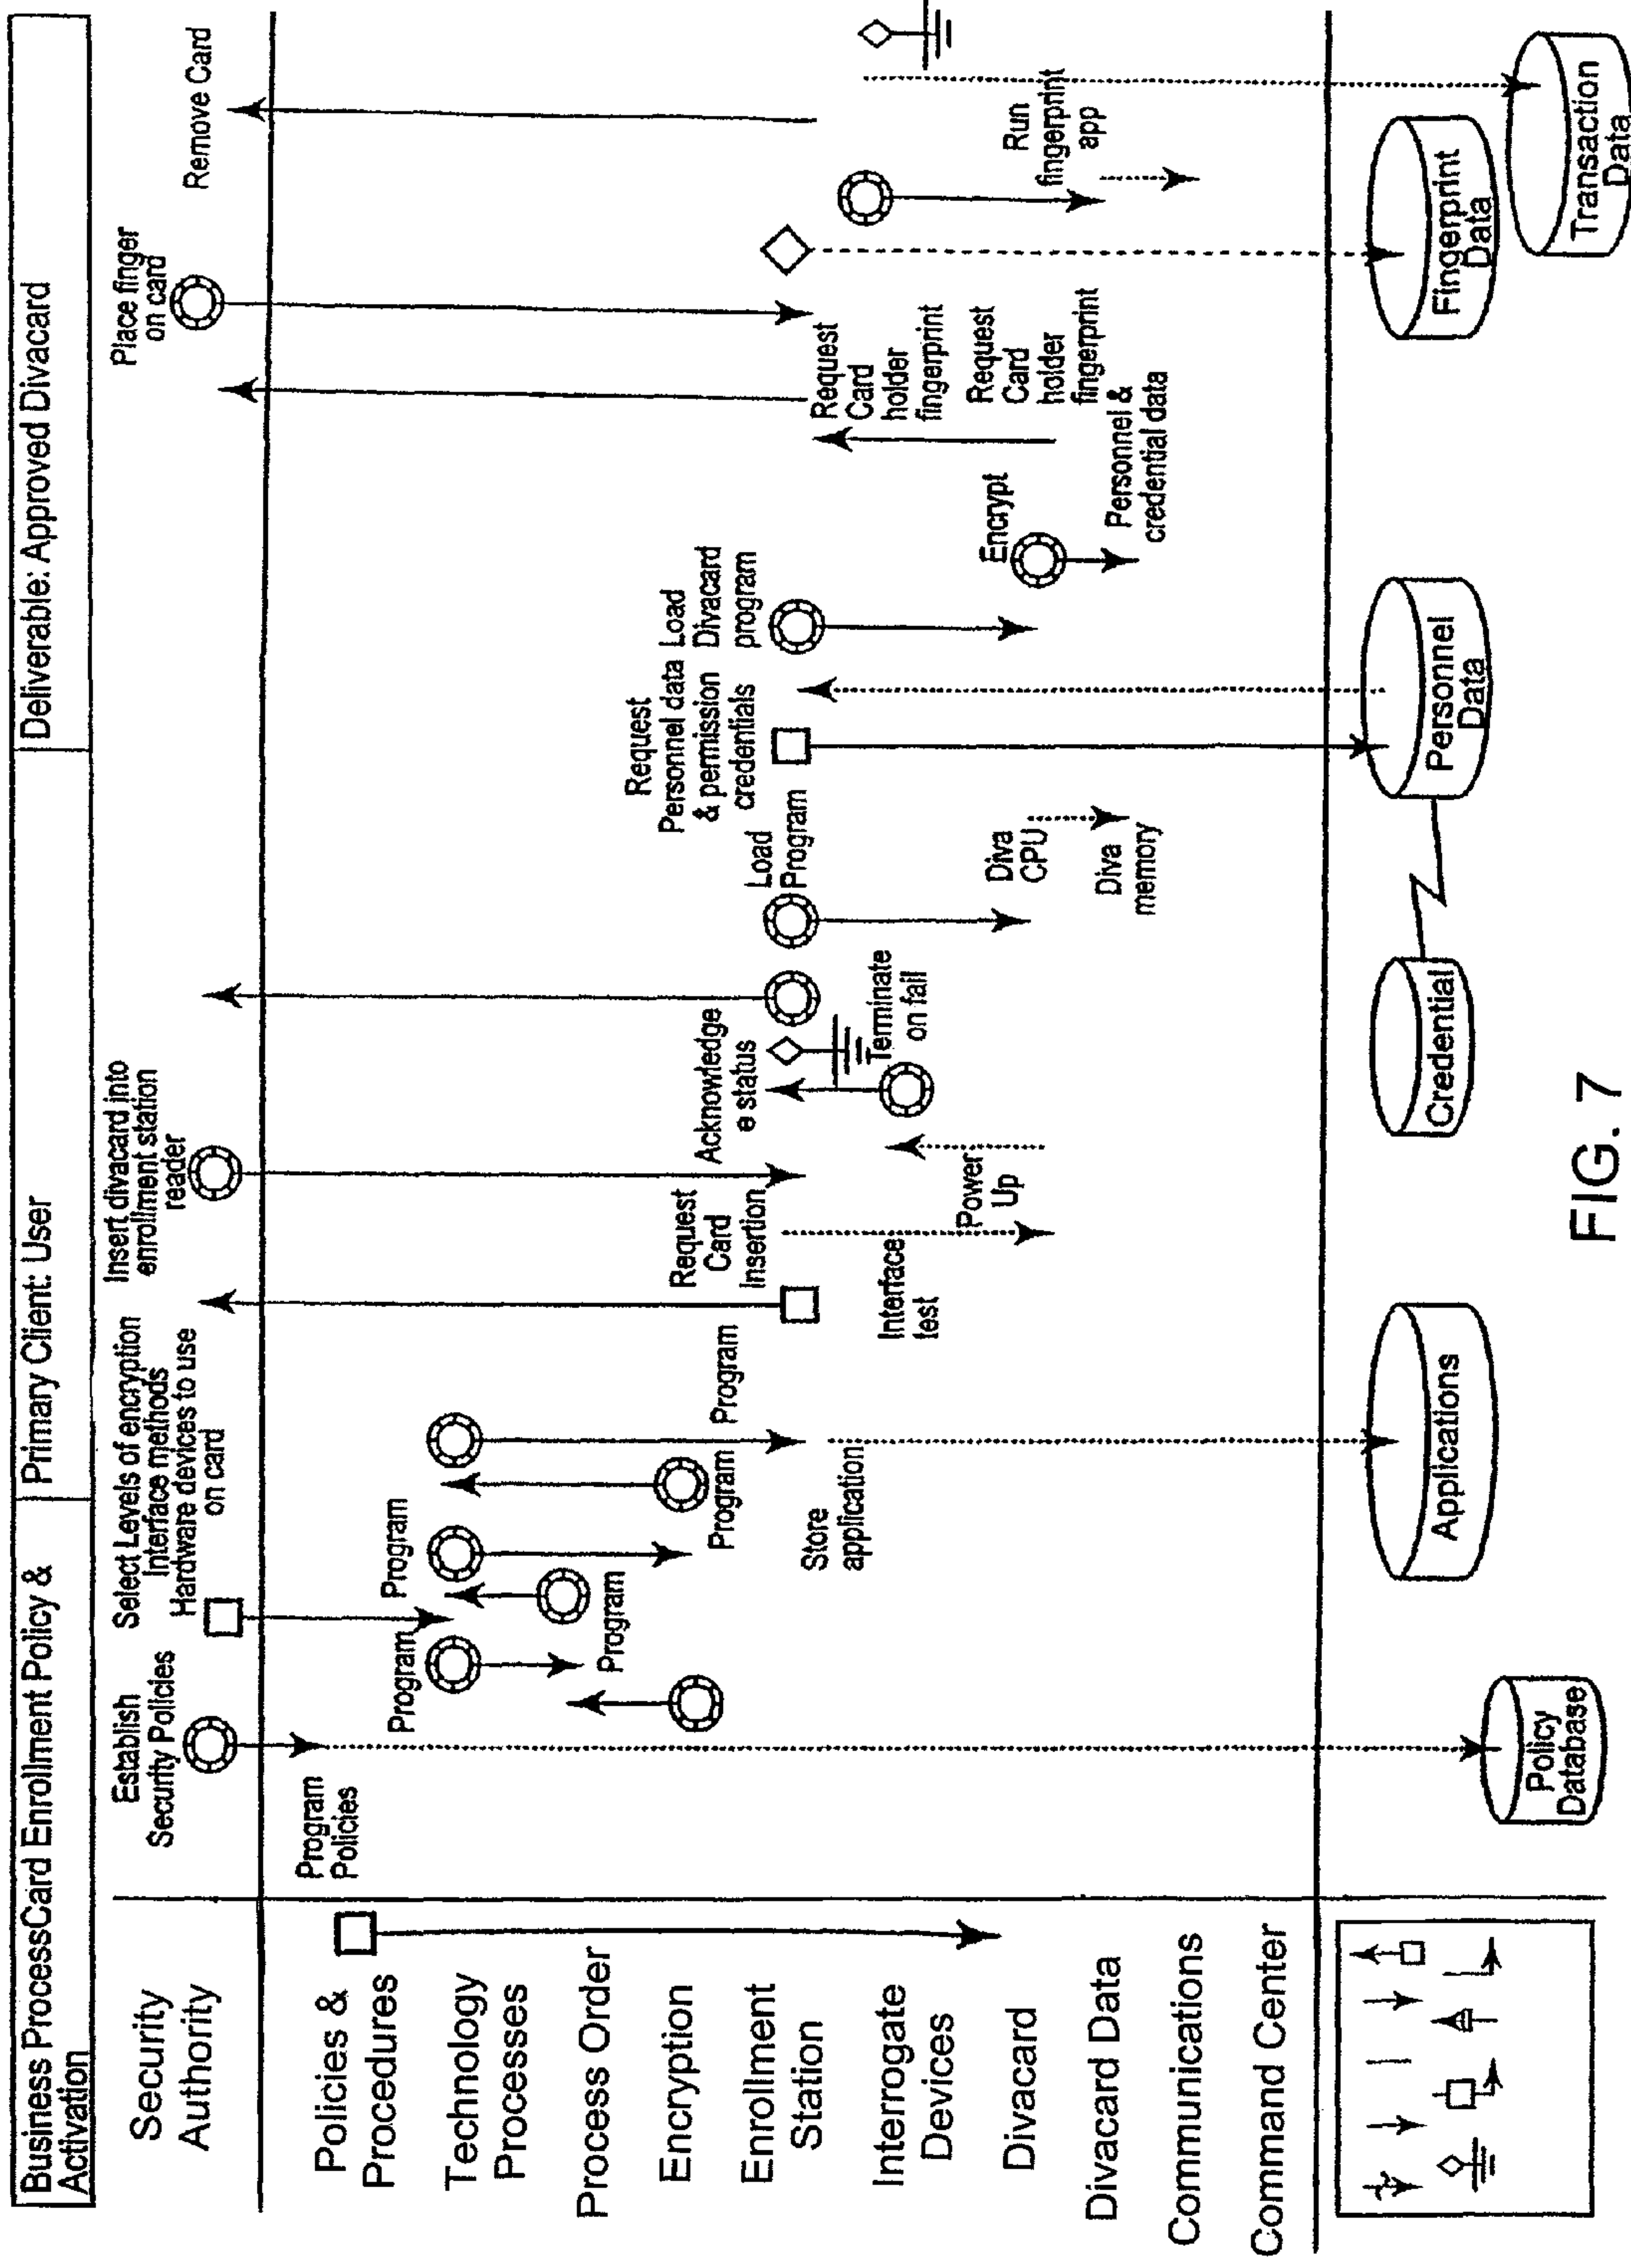 Business ProcessCard Enrollment Policy &
Activation
Primary Client: User
Deliverable: Approved Divacard
Security
Authority
Establish
Security Policies
Select Levels of encryption
Interface methods
Hardware devices to use
on card
Insert divacard into
enrollment station
reader
Place finger
on card
Remove Card
Policies &
Procedures
Program
Policies
Technology
Processes
Program
Program
Process Order
Program
Encryption
Program
Program
Enrollment
Station
Store
application
Request
Card
Insertion
Acknowledge
e status
Load
Program
Request
Personnel data
& permission
credentials
Load
Divacard
program
Request
Card
holder
fingerprint
Interrogate
Devices
Interface
test
Power
Up
Terminate
on fail
Divacard
Diva
CPU
Encrypt
Request
Card
holder
fingerprint
Run
fingerprint
app
Divacard Data
Diva
memory
Personnel &
credential data
Communications
Command Center
Policy
Database
Applications
Credential
Personnel
Data
Fingerprint
Data
Transaction
Data
FIG. 7